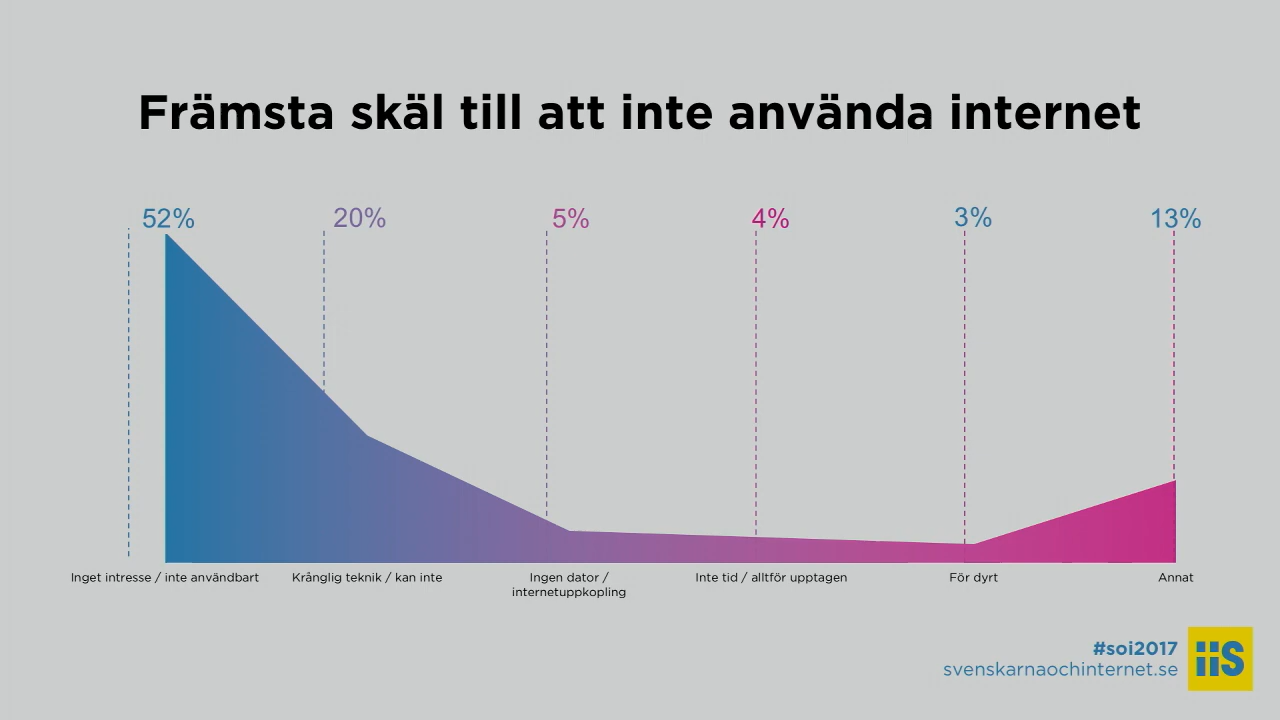 Främsta skäl till att inte använda internet
52% 20% 5% 4% 3% 13%
Inget intresse / inte användbart Krånglig teknik / kan inte Ingen dator / Inte tid / alltför upptagen För dyrt Annat
internetuppkopling
#soi2017
svenskarnaochinternet.se
iis